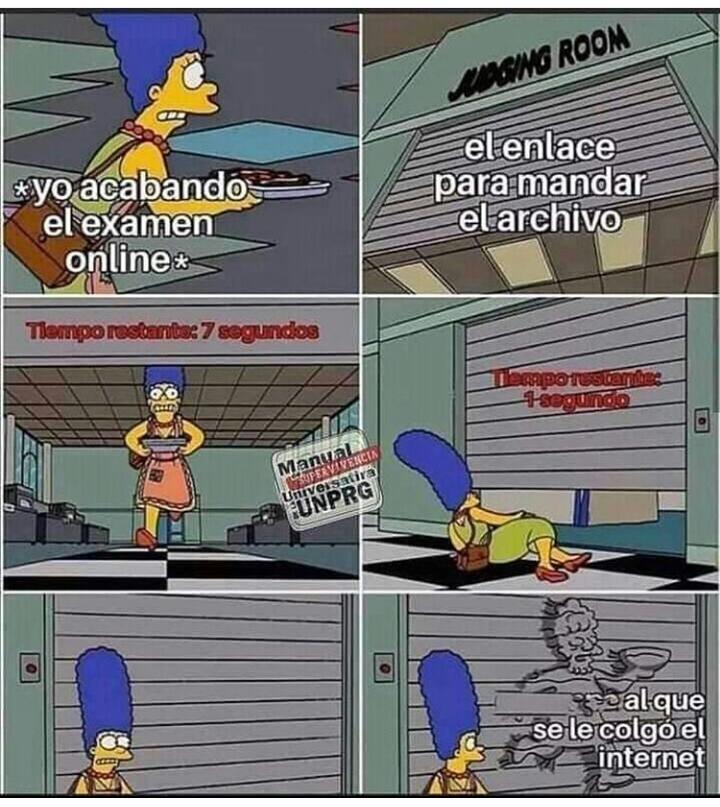 *yo acabando
el examen
online*
JUDGING ROOM
el enlace
para mandar
el archivo
Tiempo restante: 7 segundos
Tiempo restante:
1 segundo
Manual
SUPERVIVENCIA
UNPRG
al que
se le colgó el
internet